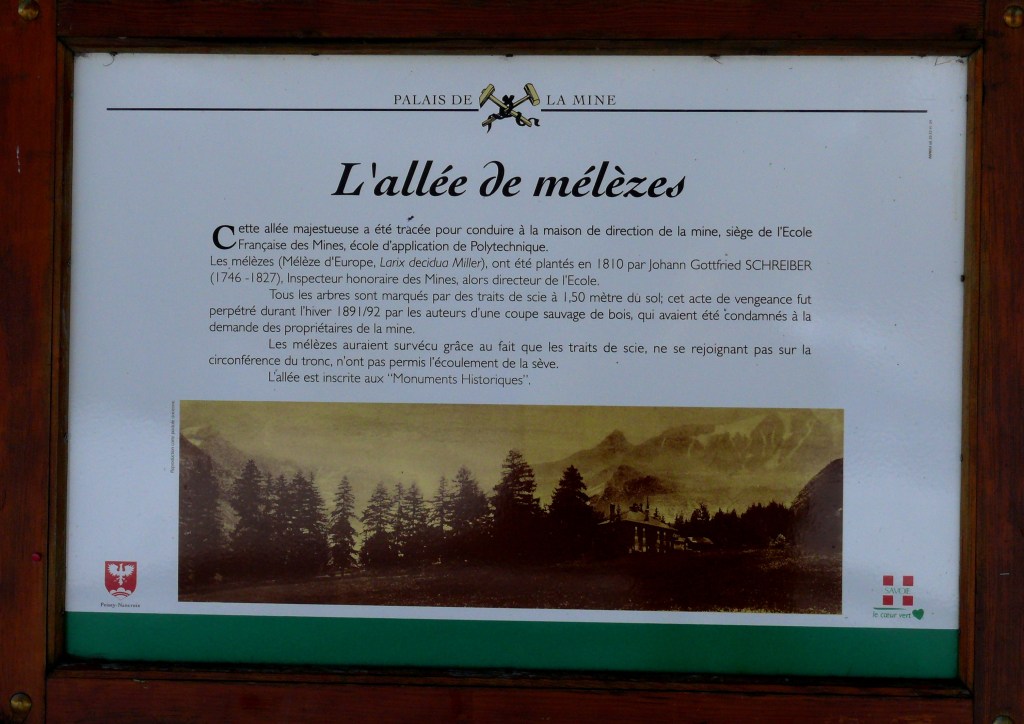 PALAIS DE LA MINE
L'allée de mélèzes
Cette allée majestueuse a été tracée pour conduire à la maison de direction de la mine, siège de l'Ecole
Française des Mines, école d'application de Polytechnique.
Les mélèzes (Mélèze d'Europe, Larix decidua Miller), ont été plantés en 1810 par Johann Gottfried SCHREIBER
(1746 -1827), Inspecteur honoraire des Mines, alors directeur de l'Ecole.
Tous les arbres sont marqués par des traits de scie à 1,50 mètre du sol; cet acte de vengeance fut
perpétré durant l'hiver 1891/92 par les auteurs d'une coupe sauvage de bois, qui avaient été condamnés à la
demande des propriétaires de la mine.
Les mélèzes auraient survécu grâce au fait que les traits de scie, ne se rejoignant pas sur la
circonférence du tronc, n'ont pas permis l'écoulement de la sève.
L'allée est inscrite aux "Monuments Historiques".
Peisey Nancroix
SAVOIE
le cœur vert